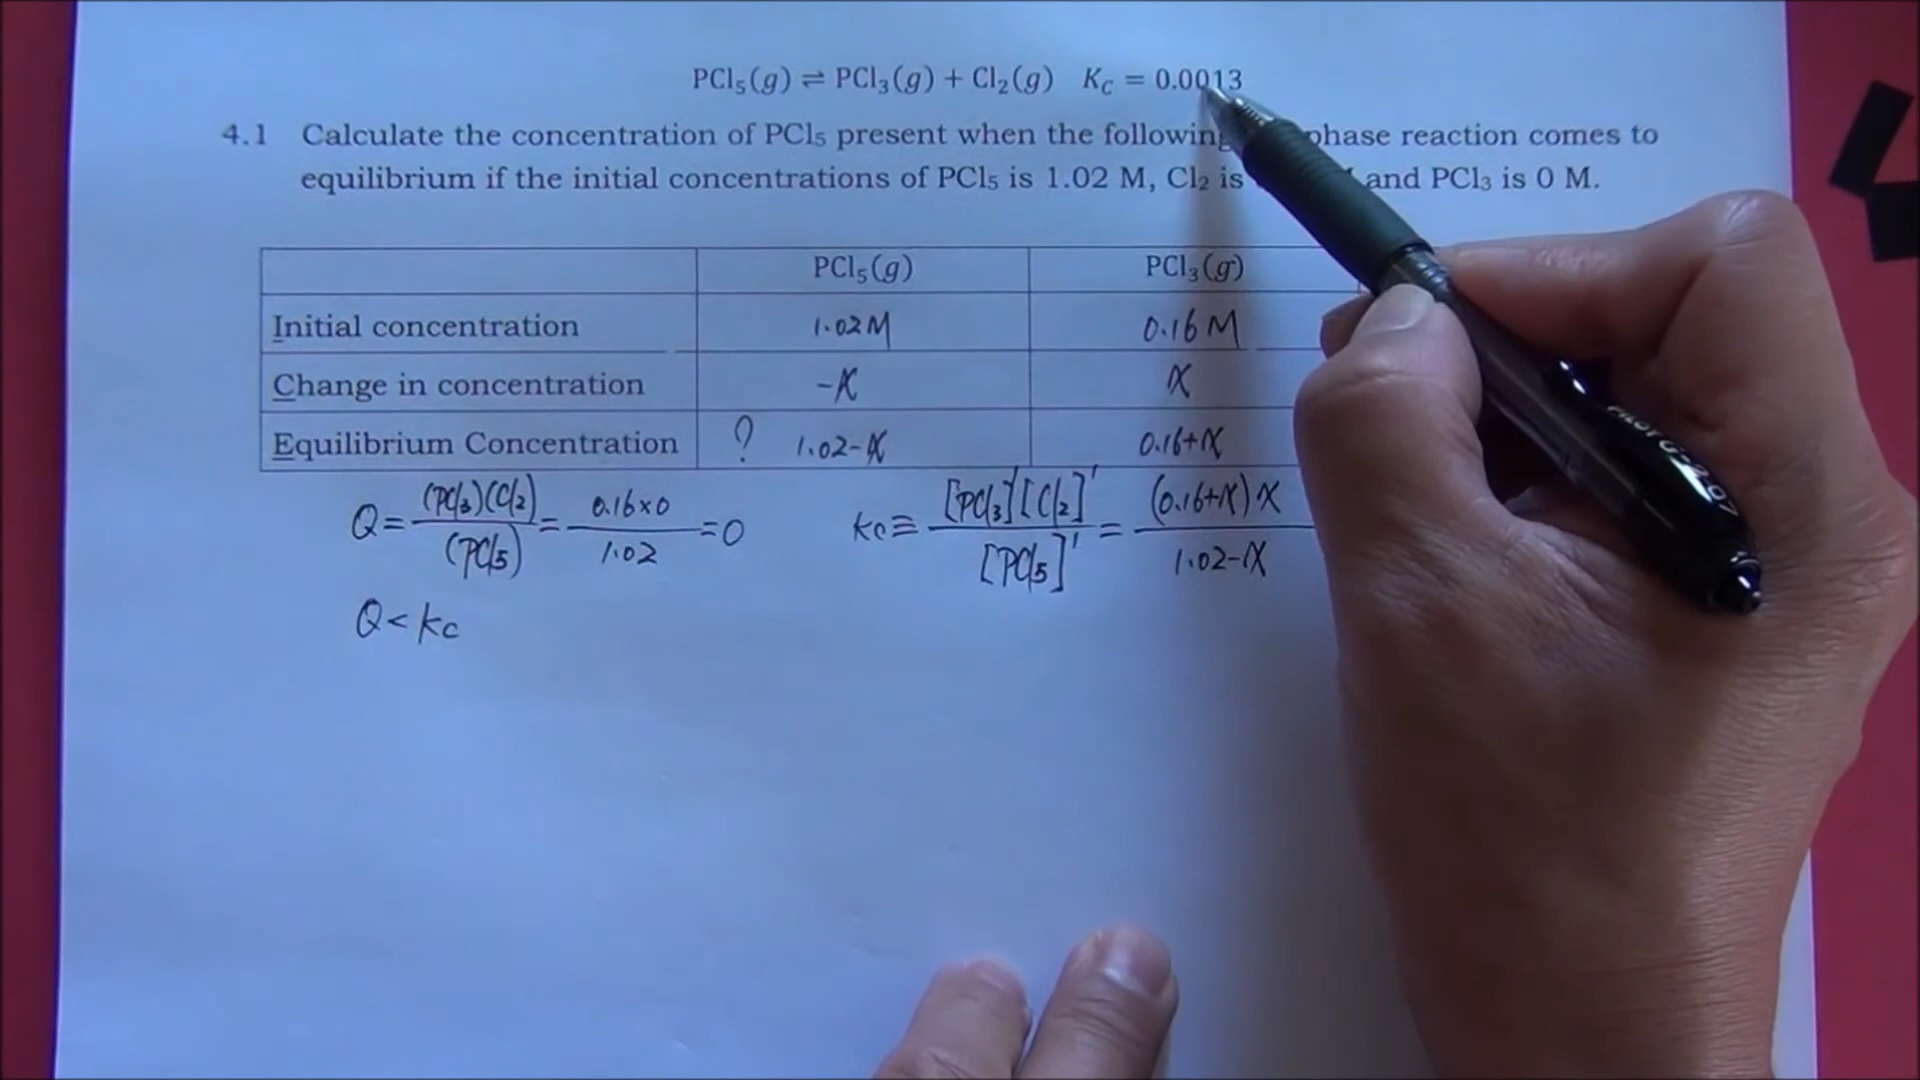 PCl₅(g) ⇌ PCl₃(g) + Cl₂(g) K_C = 0.0013
4.1 Calculate the concentration of PCl₅ present when the following phase reaction comes to
equilibrium if the initial concentrations of PCl₅ is 1.02 M, Cl₂ is and PCl₃ is 0 M.
PCl₅(g) PCl₃(g)
Initial concentration 1.02M 0.16M
Change in concentration -x x
Equilibrium Concentration ? 1.02-x 0.16+x
Q = (PCl₃)(Cl₂) / (PCl₅) = 0.16×0 / 1.02 = 0 kc ≡ [PCl₃]¹[Cl₂]¹ / [PCl₅]¹ = (0.16+x)x / 1.02-x
Q < kc